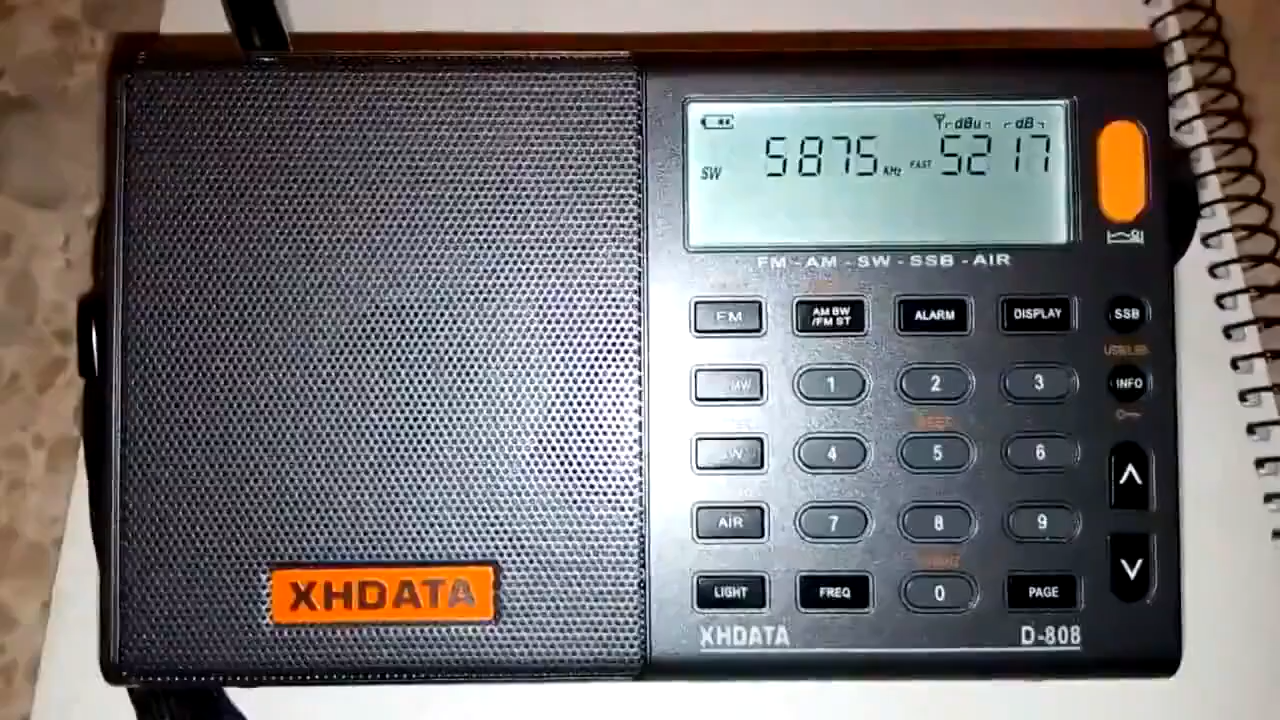 dBu dB
SW 5875 KHz FAST 52 17
FM - AM - SW - SSB - AIR
FM AM BW /FM ST ALARM DISPLAY SSB
MW 1 2 3 INFO
4 5 6
AIR 7 8 9
LIGHT FREQ 0 PAGE
XHDATA
XHDATA D-808